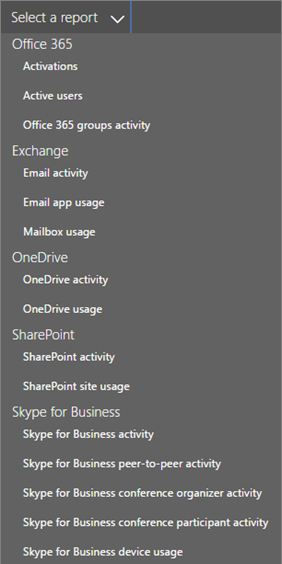 Select a report
Office 365
Activations
Active users
Office 365 groups activity
Exchange
Email activity
Email app usage
Mailbox usage
OneDrive
OneDrive activity
OneDrive usage
SharePoint
SharePoint activity
SharePoint site usage
Skype for Business
Skype for Business activity
Skype for Business peer-to-peer activity
Skype for Business conference organizer activity
Skype for Business conference participant activity
Skype for Business device usage